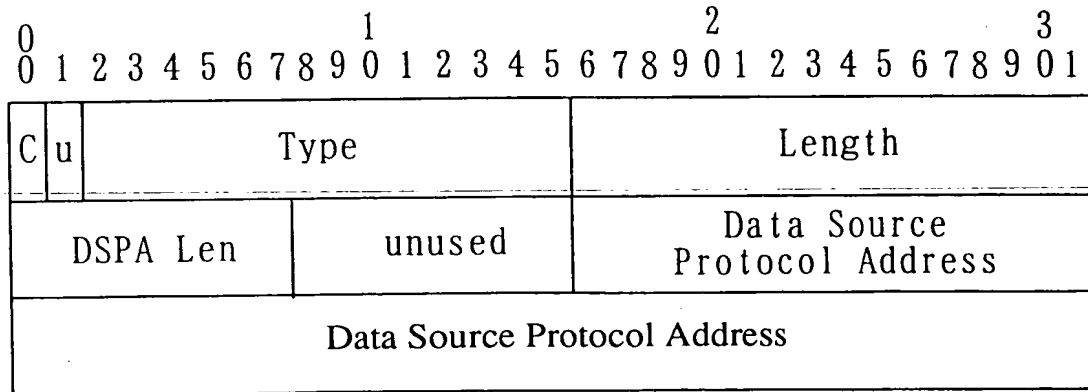 0 1 2 3
0 1 2 3 4 5 6 7 8 9 0 1 2 3 4 5 6 7 8 9 0 1 2 3 4 5 6 7 8 9 0 1
C u Type Length
DSPA Len unused Data Source
Protocol Address
Data Source Protocol Address